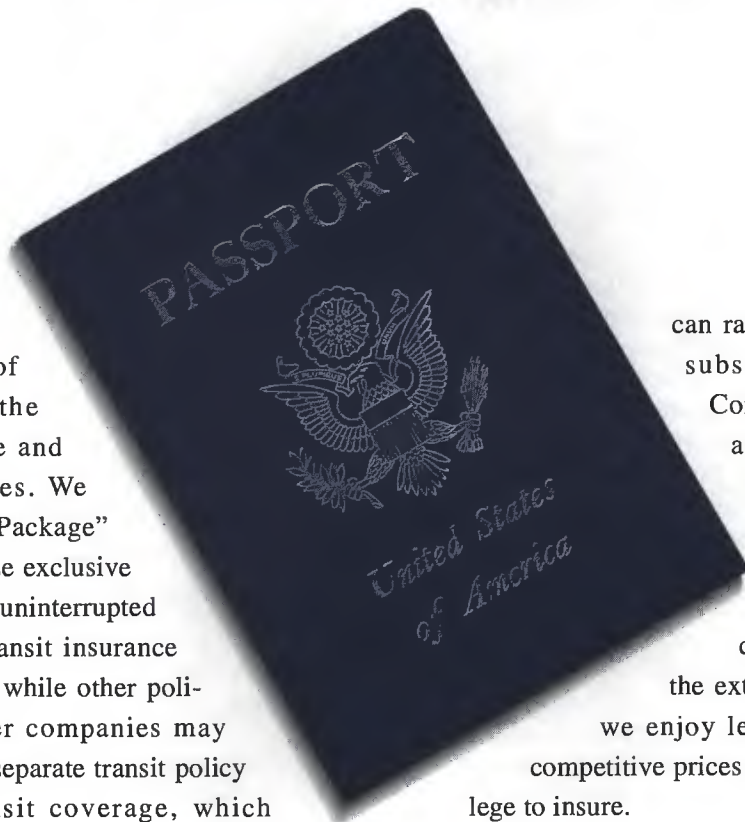 PASSPORT
United States
of America
of
the
e and
es. We
Package”
e exclusive
uninterrupted
ansit insurance
while other poli-
er companies may
separate transit policy
sit coverage, which
can ra
subs
a
the ext
we enjoy le
competitive prices
lege to insure.